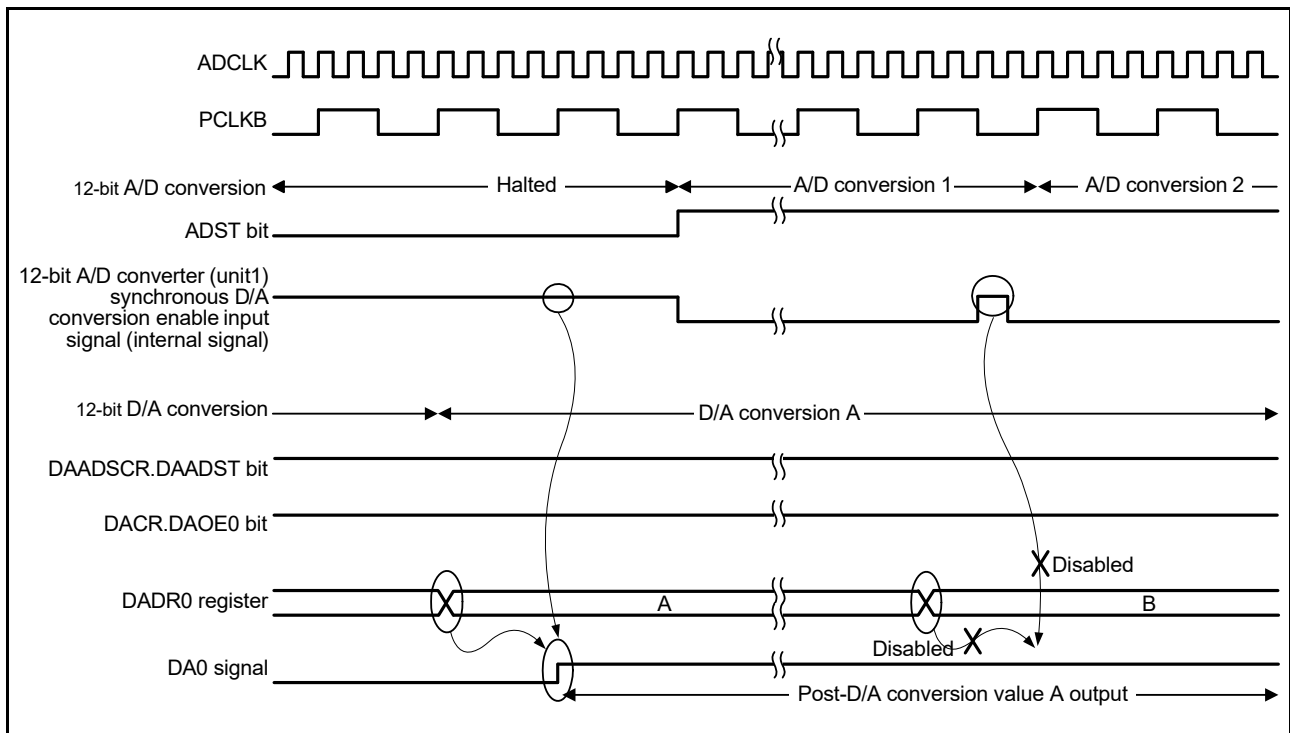 ADCLK
PCLKB
12-bit A/D conversion
Halted
A/D conversion 1
A/D conversion 2
ADST bit
12-bit A/D converter (unit1)
synchronous D/A
conversion enable input
signal (internal signal)
12-bit D/A conversion
D/A conversion A
DAADSCR.DAADST bit
DACR.DAOE0 bit
Disabled
DADR0 register
A
B
Disabled
DA0 signal
Post-D/A conversion value A output